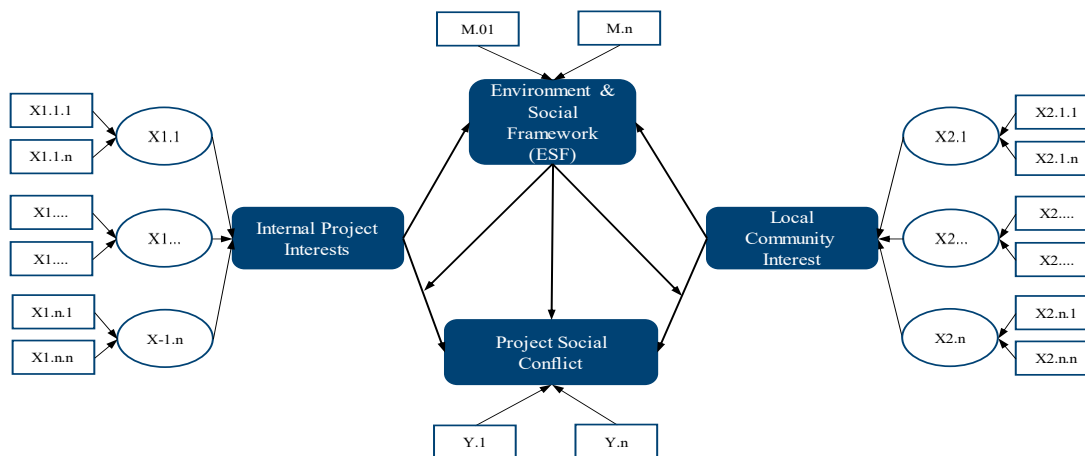 M.01
M.n
Environment &
Social
Framework
(ESF)
X1.1.1
X1.1.n
X1.1
X1....
X1....
X1...
X1.n.1
X1.n.n
X-1.n
Internal Project
Interests
Local
Community
Interest
X2.1
X2.1.1
X2.1.n
X2...
X2....
X2....
X2.n
X2.n.1
X2.n.n
Project Social
Conflict
Y.1
Y.n